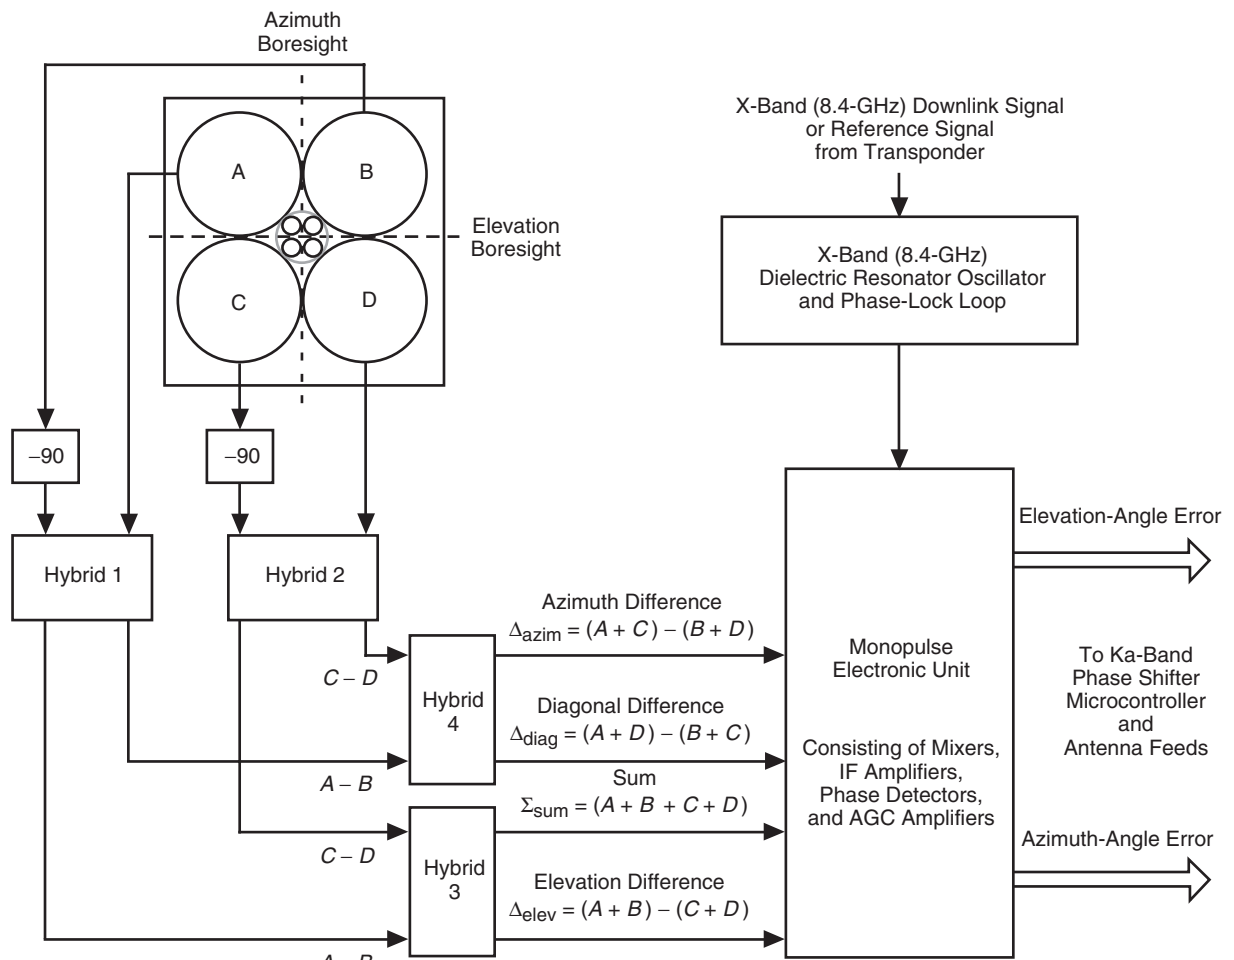 Azimuth
Boresight
A
B
C
D
Elevation
Boresight
X-Band (8.4-GHz) Downlink Signal
or Reference Signal
from Transponder
X-Band (8.4-GHz)
Dielectric Resonator Oscillator
and Phase-Lock Loop
–90
–90
Hybrid 1
Hybrid 2
C – D
A – B
C – D
A – B
Hybrid
4
Hybrid
3
Azimuth Difference
Δazim = (A + C) – (B + D)
Diagonal Difference
Δdiag = (A + D) – (B + C)
Sum
Σsum = (A + B + C + D)
Elevation Difference
Δelev = (A + B) – (C + D)
Monopulse
Electronic Unit
Consisting of Mixers,
IF Amplifiers,
Phase Detectors,
and AGC Amplifiers
Elevation-Angle Error
To Ka-Band
Phase Shifter
Microcontroller
and
Antenna Feeds
Azimuth-Angle Error